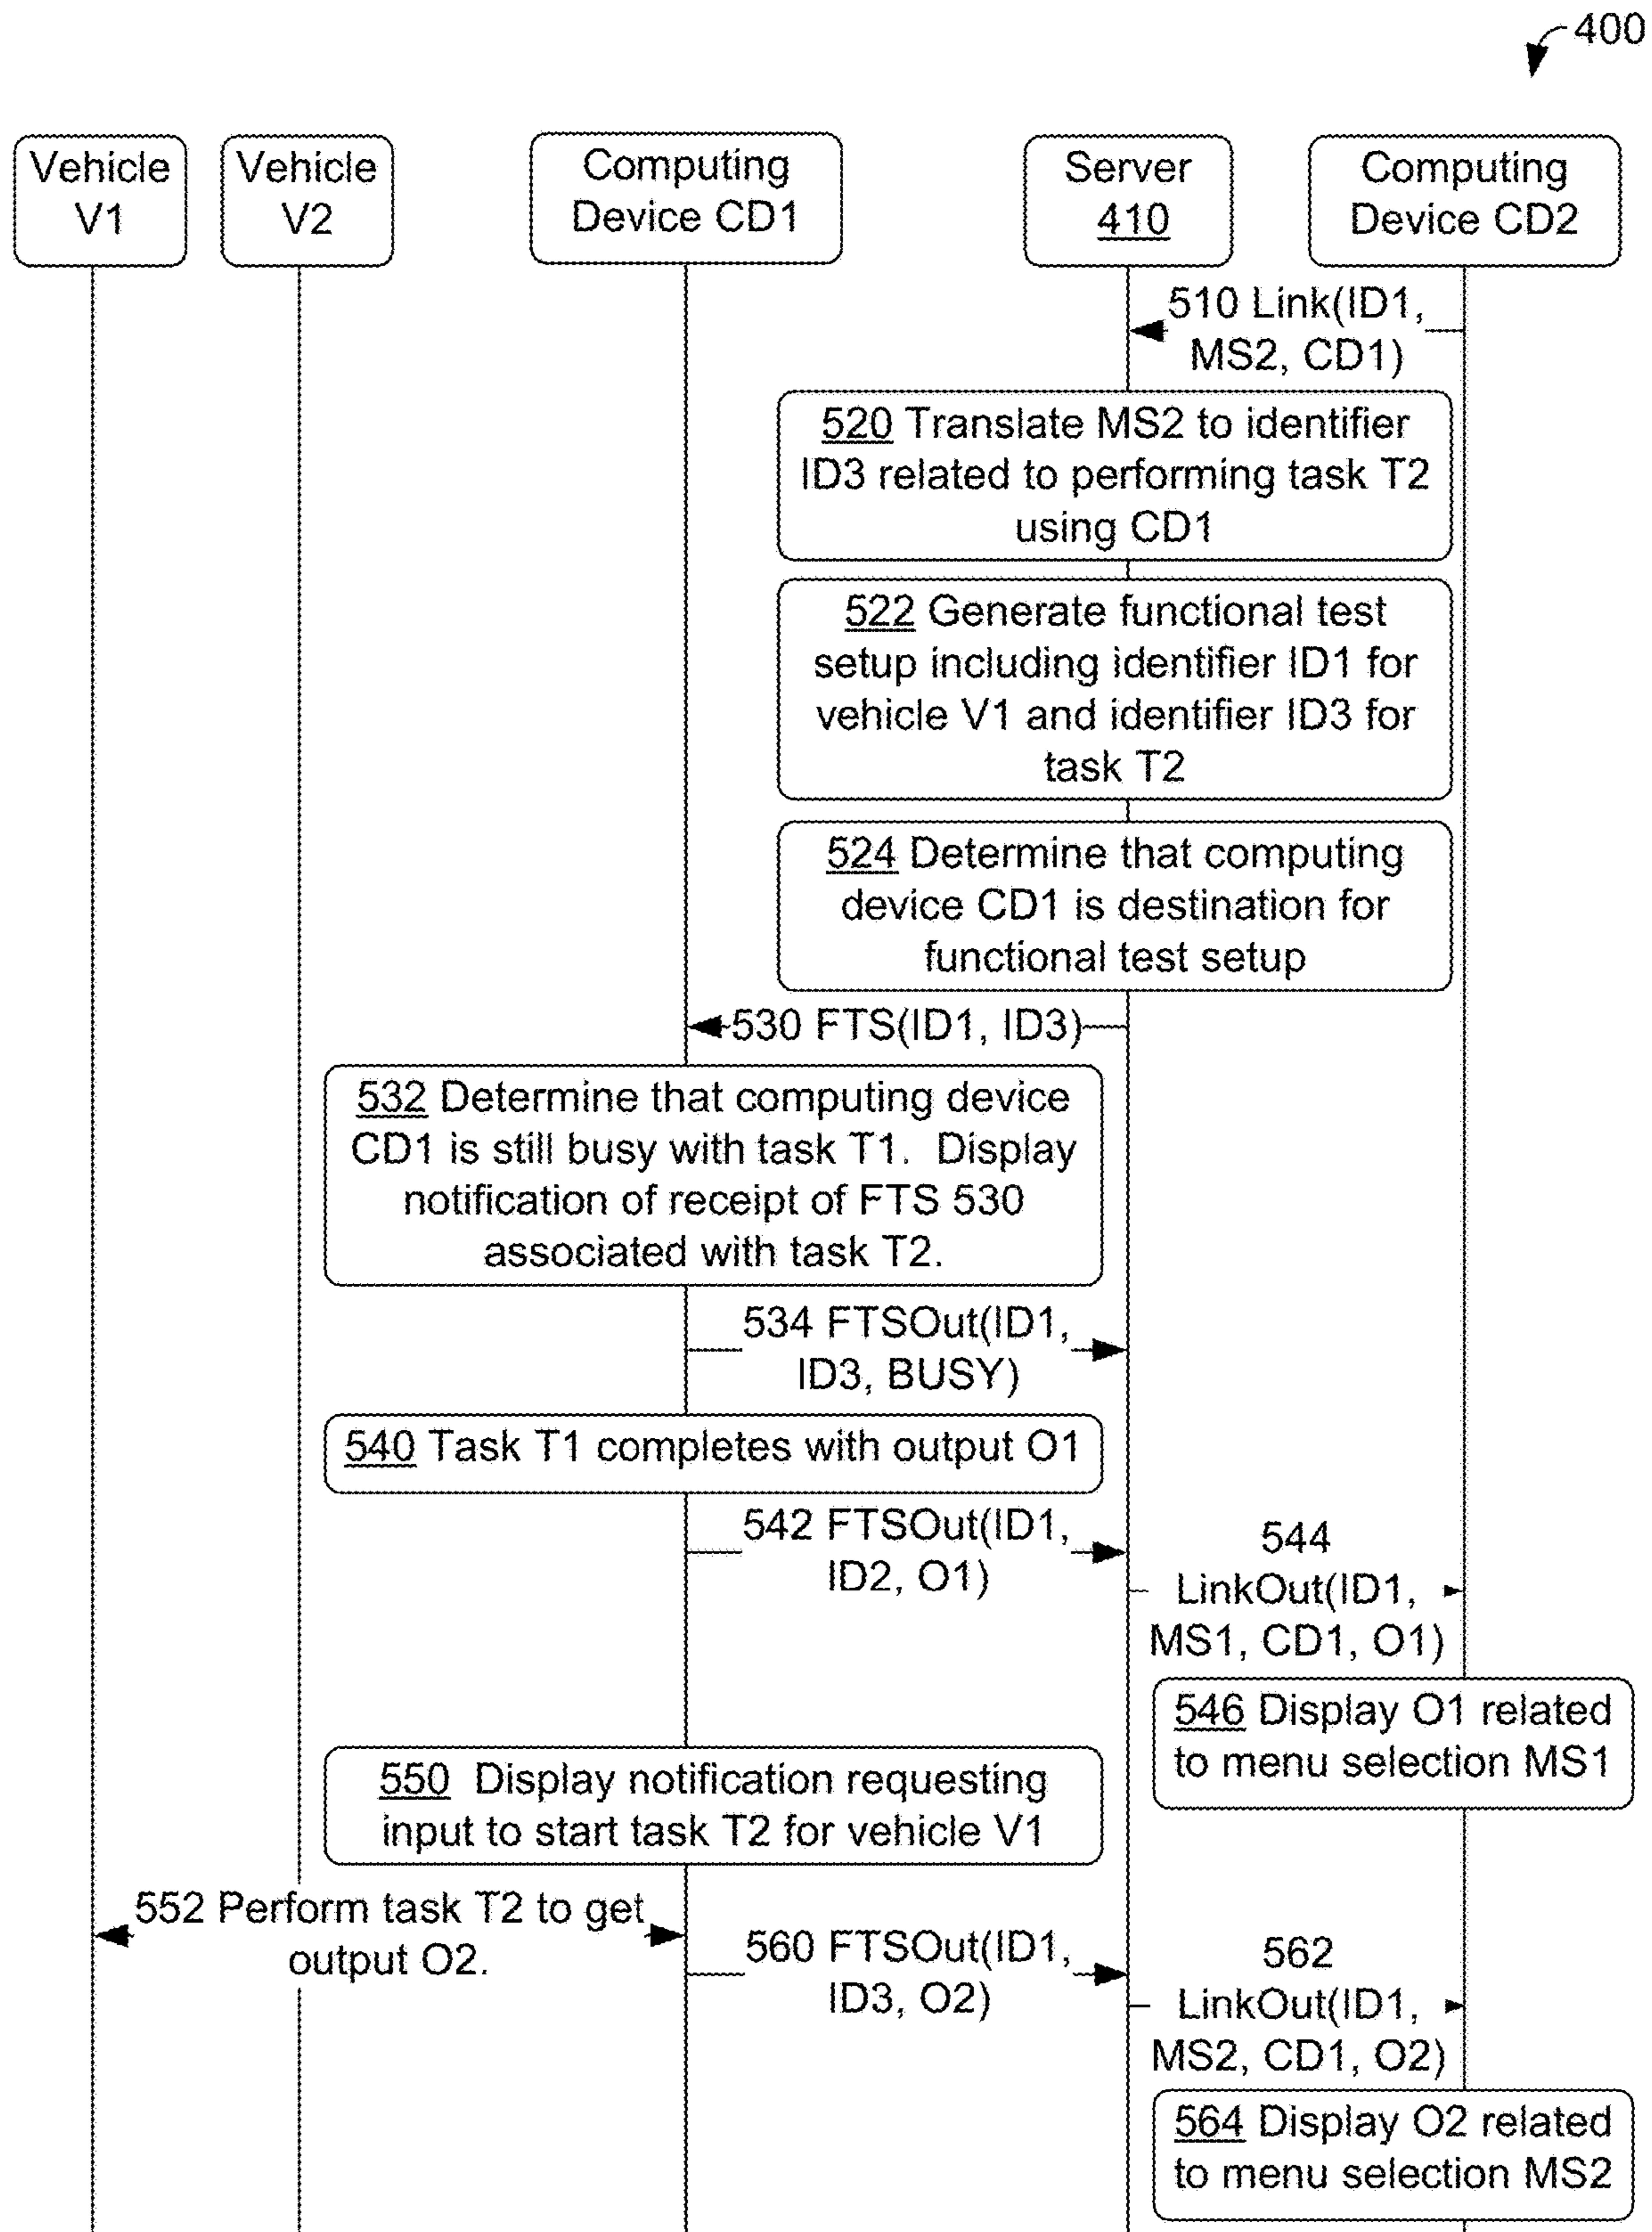 400
Vehicle
V1
Vehicle
V2
Computing
Device CD1
Server
410
Computing
Device CD2
510 Link(ID1,
MS2, CD1)
520 Translate MS2 to identifier
ID3 related to performing task T2
using CD1
522 Generate functional test
setup including identifier ID1 for
vehicle V1 and identifier ID3 for
task T2
524 Determine that computing
device CD1 is destination for
functional test setup
530 FTS(ID1, ID3)
532 Determine that computing device
CD1 is still busy with task T1. Display
notification of receipt of FTS 530
associated with task T2.
534 FTSOut(ID1,
ID3, BUSY)
540 Task T1 completes with output O1
542 FTSOut(ID1,
ID2, O1)
544
LinkOut(ID1,
MS1, CD1, O1)
546 Display O1 related
to menu selection MS1
550 Display notification requesting
input to start task T2 for vehicle V1
552 Perform task T2 to get
output O2.
560 FTSOut(ID1,
ID3, O2)
562
LinkOut(ID1,
MS2, CD1, O2)
564 Display O2 related
to menu selection MS2